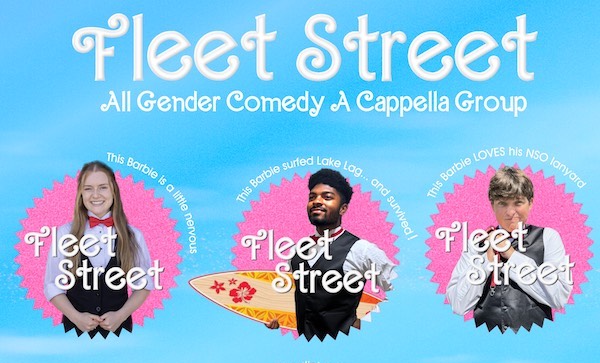 Fleet Street
All Gender Comedy A Cappella Group
This Barbie is a little nervous
Fleet
Street
This Barbie surfed Lake Lag... and survived!
Fleet
Street
This Barbie LOVES his NSO lanyard
Fleet
Street